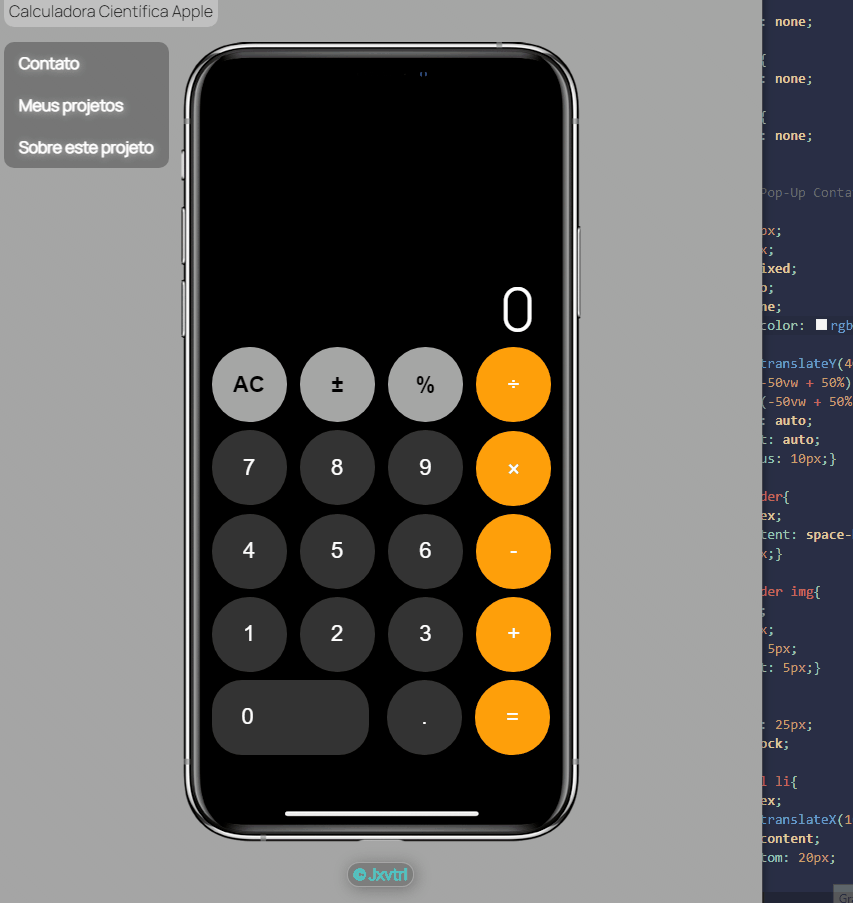 Calculadora Científica Apple
Contato
Meus projetos
Sobre este projeto
0
AC ± % ÷
7 8 9 ×
4 5 6 -
1 2 3 +
0 . =
Jxvtrl
: none;
{
: none;
{
: none;
Pop-Up Conta
px;
x;
ixed;
o;
ne;
color: rgb
translateY(4
-50vw + 50%)
(-50vw + 50%
: auto;
t: auto;
us: 10px;}
der{
ex;
tent: space-
x;}
der img{
;
x;
5px;
t: 5px;}
: 25px;
ock;
l li{
ex;
translateX(1
content;
tom: 20px;
Gr